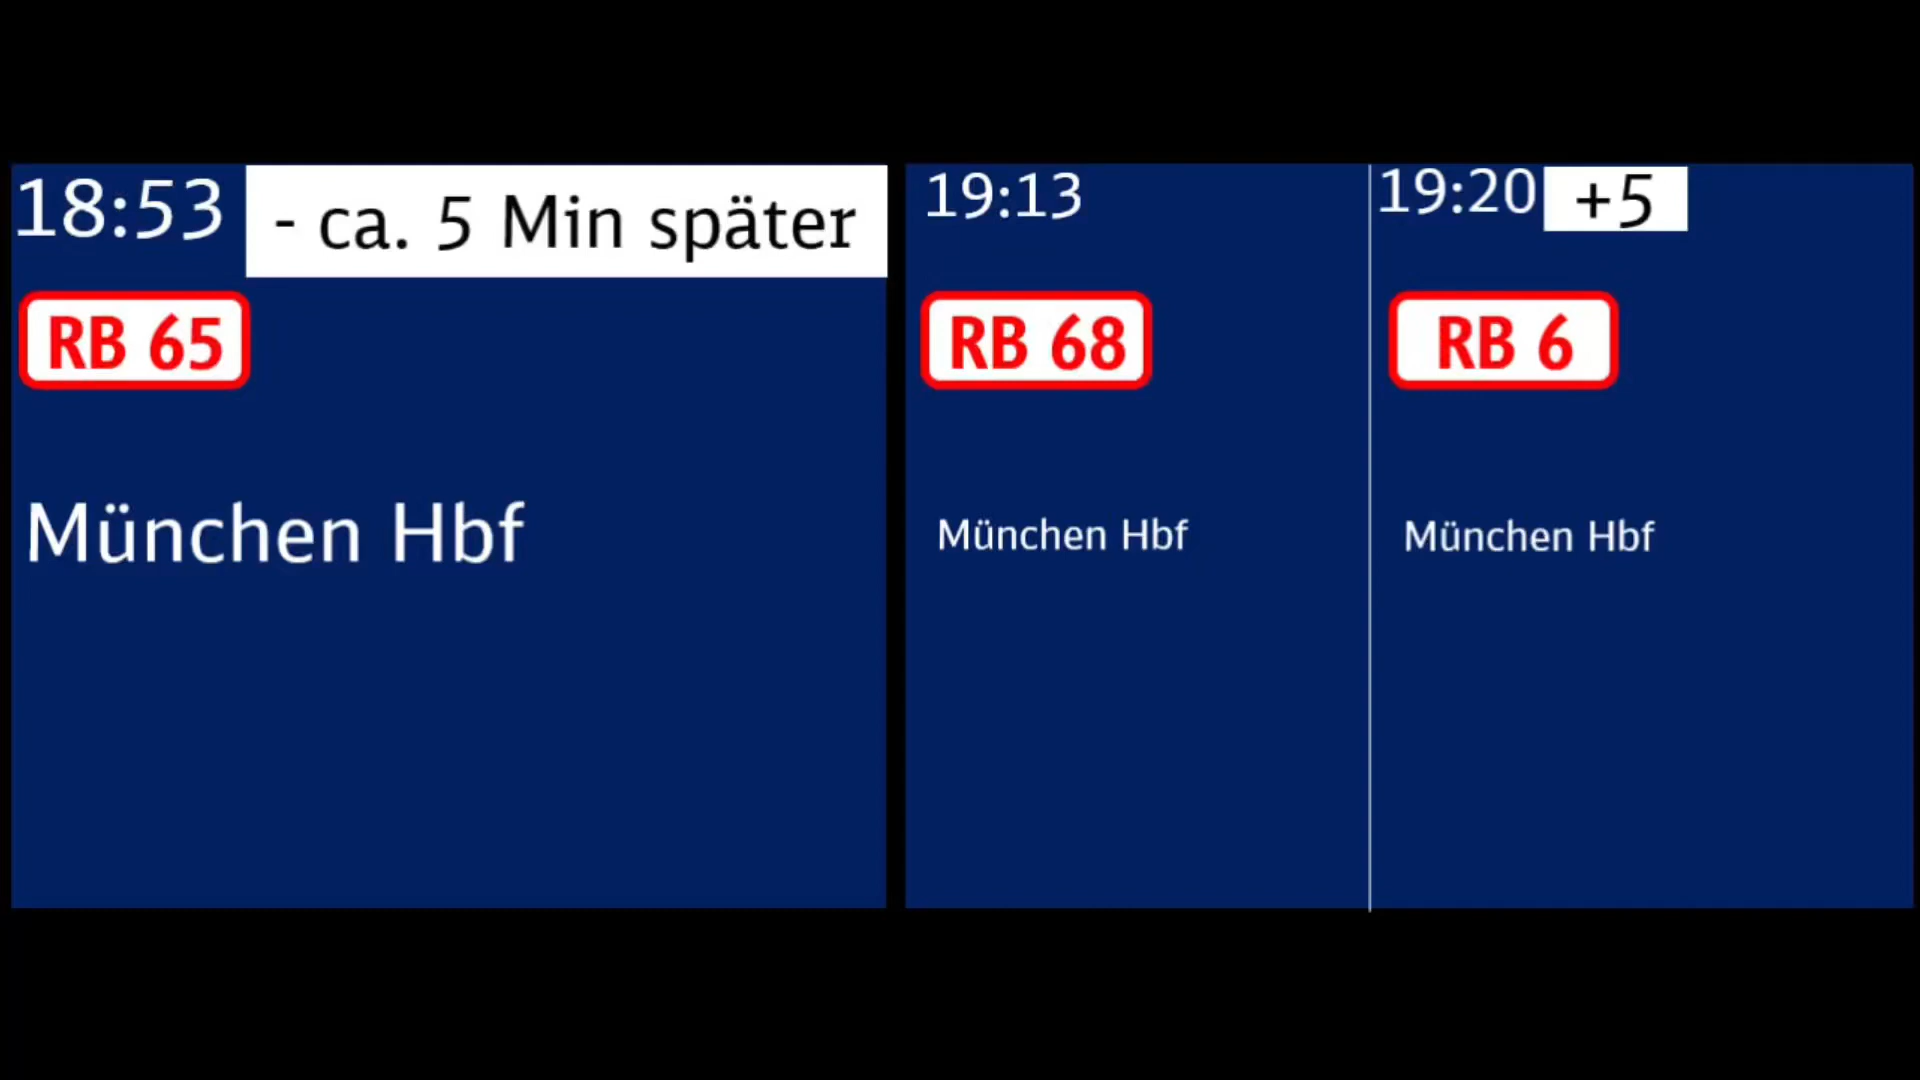 18:53 - ca. 5 Min später
RB 65
München Hbf
19:13
RB 68
München Hbf
19:20 +5
RB 6
München Hbf